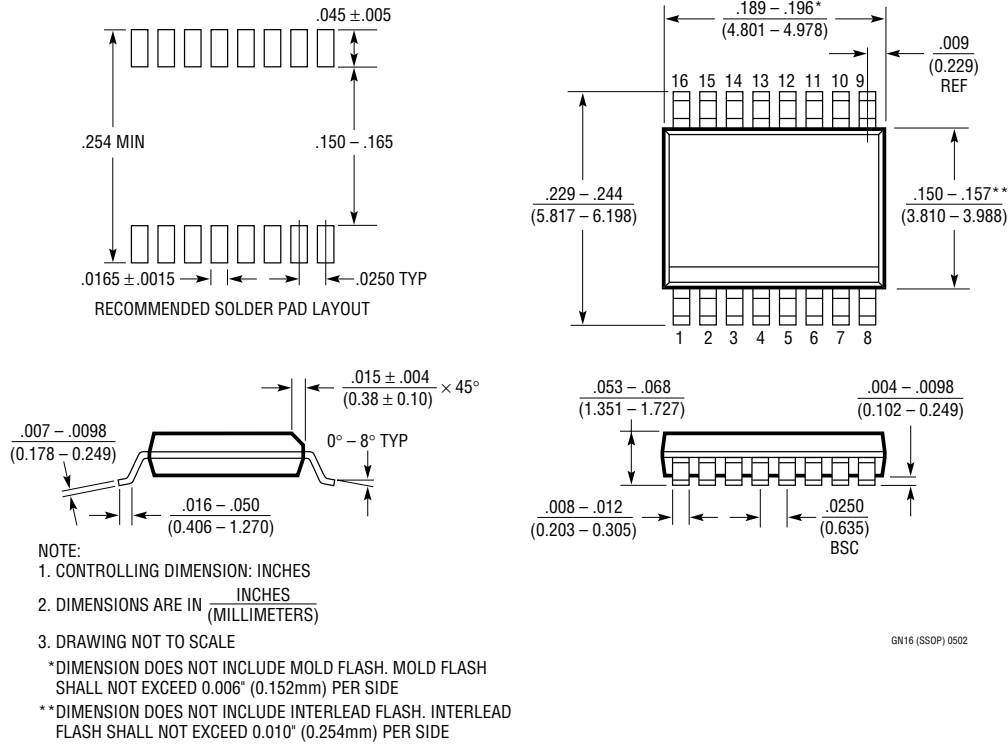 .045 ±.005
.254 MIN
.150 – .165
.0165 ±.0015
.0250 TYP
RECOMMENDED SOLDER PAD LAYOUT
.189 – .196*
(4.801 – 4.978)
.009
(0.229)
REF
16 15 14 13 12 11 10 9
.229 – .244
(5.817 – 6.198)
.150 – .157**
(3.810 – 3.988)
1 2 3 4 5 6 7 8
.015 ± .004
(0.38 ± 0.10)
× 45°
.007 – .0098
(0.178 – 0.249)
0° – 8° TYP
.016 – .050
(0.406 – 1.270)
.053 – .068
(1.351 – 1.727)
.004 – .0098
(0.102 – 0.249)
.008 – .012
(0.203 – 0.305)
.0250
(0.635)
BSC
NOTE:
1. CONTROLLING DIMENSION: INCHES
2. DIMENSIONS ARE IN INCHES
(MILLIMETERS)
3. DRAWING NOT TO SCALE
*DIMENSION DOES NOT INCLUDE MOLD FLASH. MOLD FLASH
SHALL NOT EXCEED 0.006" (0.152mm) PER SIDE
**DIMENSION DOES NOT INCLUDE INTERLEAD FLASH. INTERLEAD
FLASH SHALL NOT EXCEED 0.010" (0.254mm) PER SIDE
GN16 (SSOP) 0502